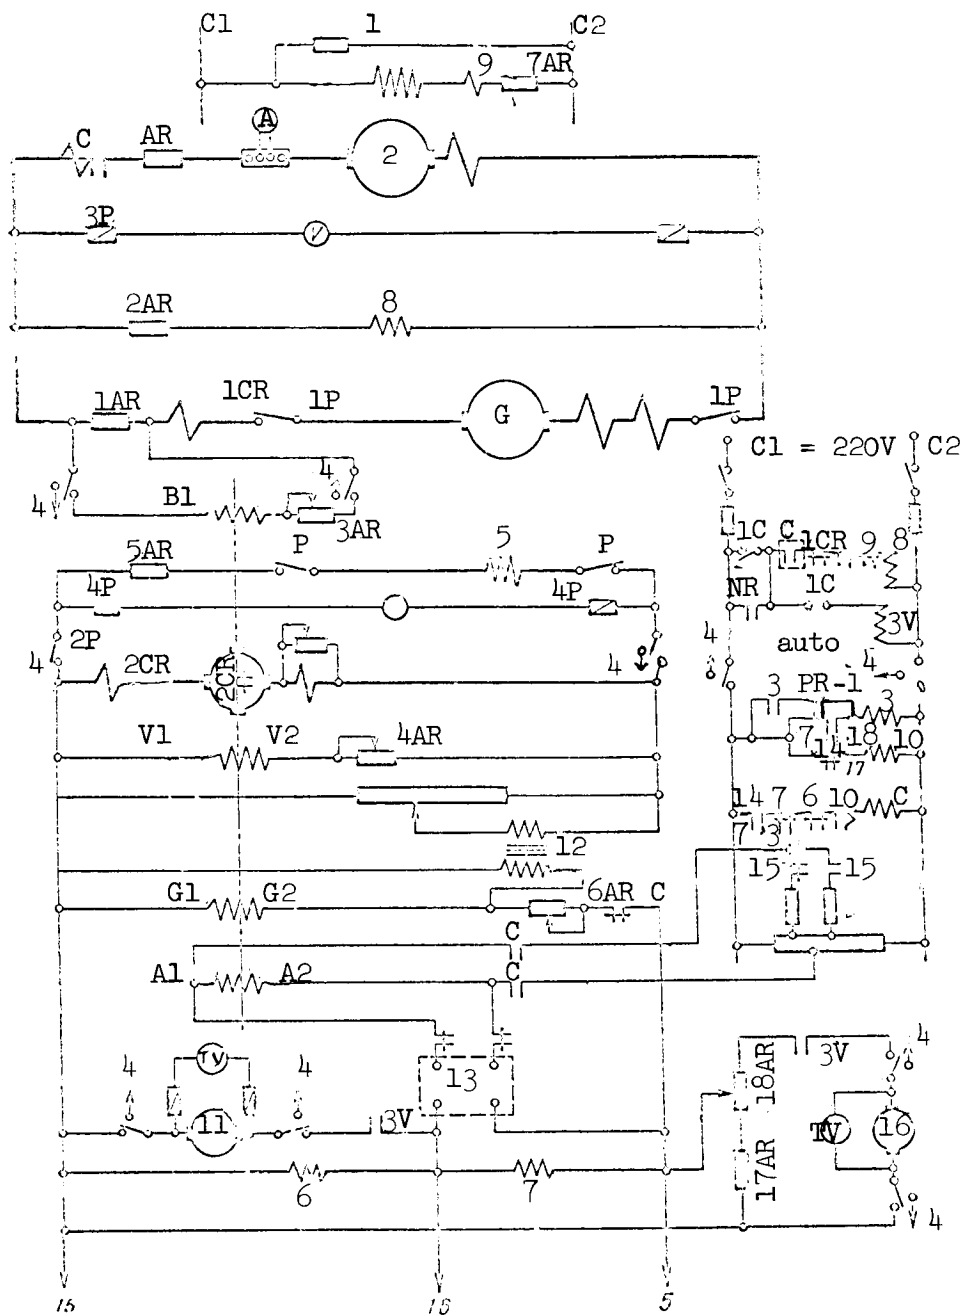 C1 1 C2
9 7AR
A
C AR 2
3P V
2AR 8
1AR 1CR 1P G 1P
C1 = 220V C2
4 B1 4 3AR
1C C 1CR 9 8
5AR P 5 P
4P 4P NR 1C 3V
2P auto
4 2CR 2CR 4 4 4
3 PR-1 3
V1 V2 4AR 7 14 18 10
17
14 7 6 10 C
7 3
12 15 15
G1 G2 6AR C
C
A1 A2 C
4 TV 4 13 18AR 3V 4
11 3V TV 16
17AR
6 7 4
15 16 5